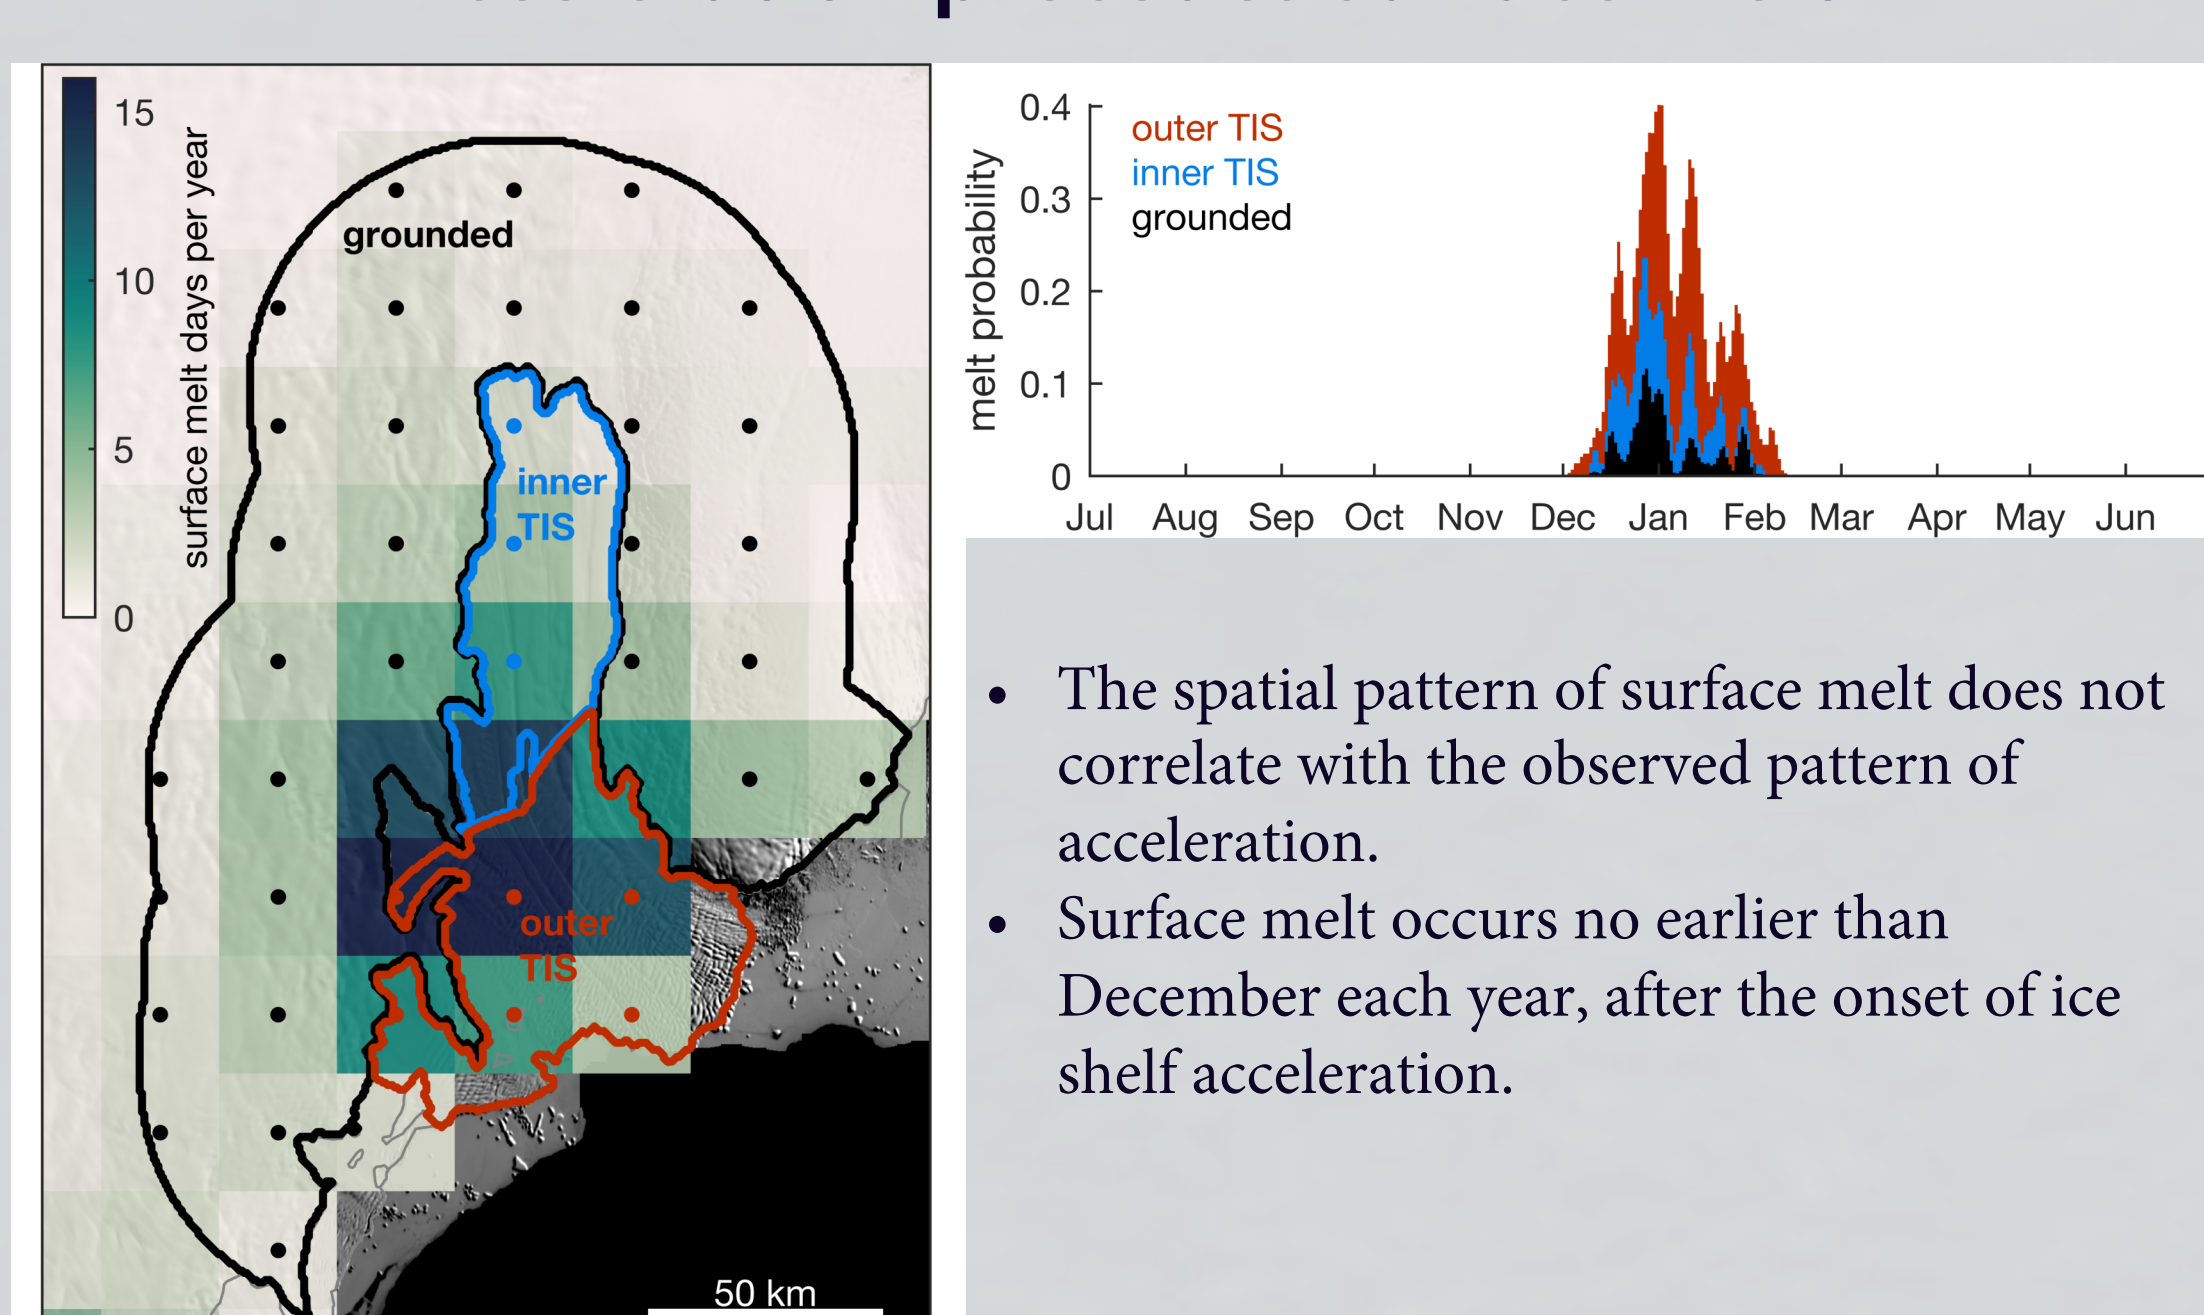 15
10
5
0
surface melt days per year
grounded
inner
TIS
outer
TIS
50 km
0.4
0.3
0.2
0.1
0
melt probability
outer TIS
inner TIS
grounded
Jul Aug Sep Oct Nov Dec Jan Feb Mar Apr May Jun
• The spatial pattern of surface melt does not
correlate with the observed pattern of
acceleration.
• Surface melt occurs no earlier than
December each year, after the onset of ice
shelf acceleration.